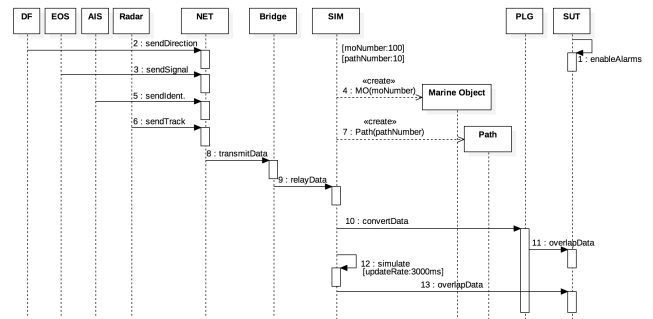 DF EOS AIS Radar NET Bridge SIM PLG SUT
2 : sendDirection
[moNumber:100]
[pathNumber:10]
1 : enableAlarms
3 : sendSignal
«create»
4 : MO(moNumber)
Marine Object
5 : sendIdent.
6 : sendTrack
«create»
7 : Path(pathNumber)
Path
8 : transmitData
9 : relayData
10 : convertData
11 : overlapData
12 : simulate
[updateRate:3000ms]
13 : overlapData